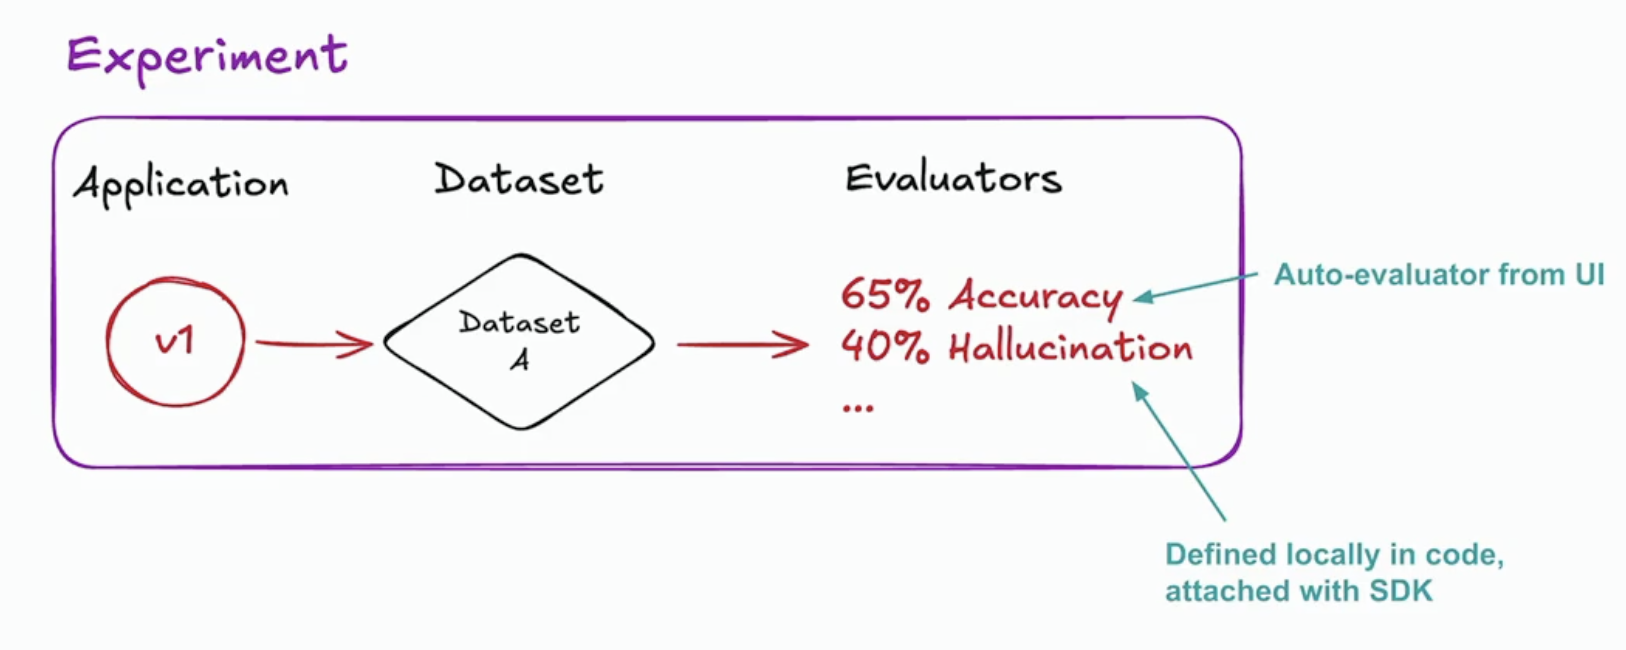 Experiment
Application
Dataset
Evaluators
v1
Dataset
A
65% Accuracy
40% Hallucination
...
Auto-evaluator from UI
Defined locally in code,
attached with SDK